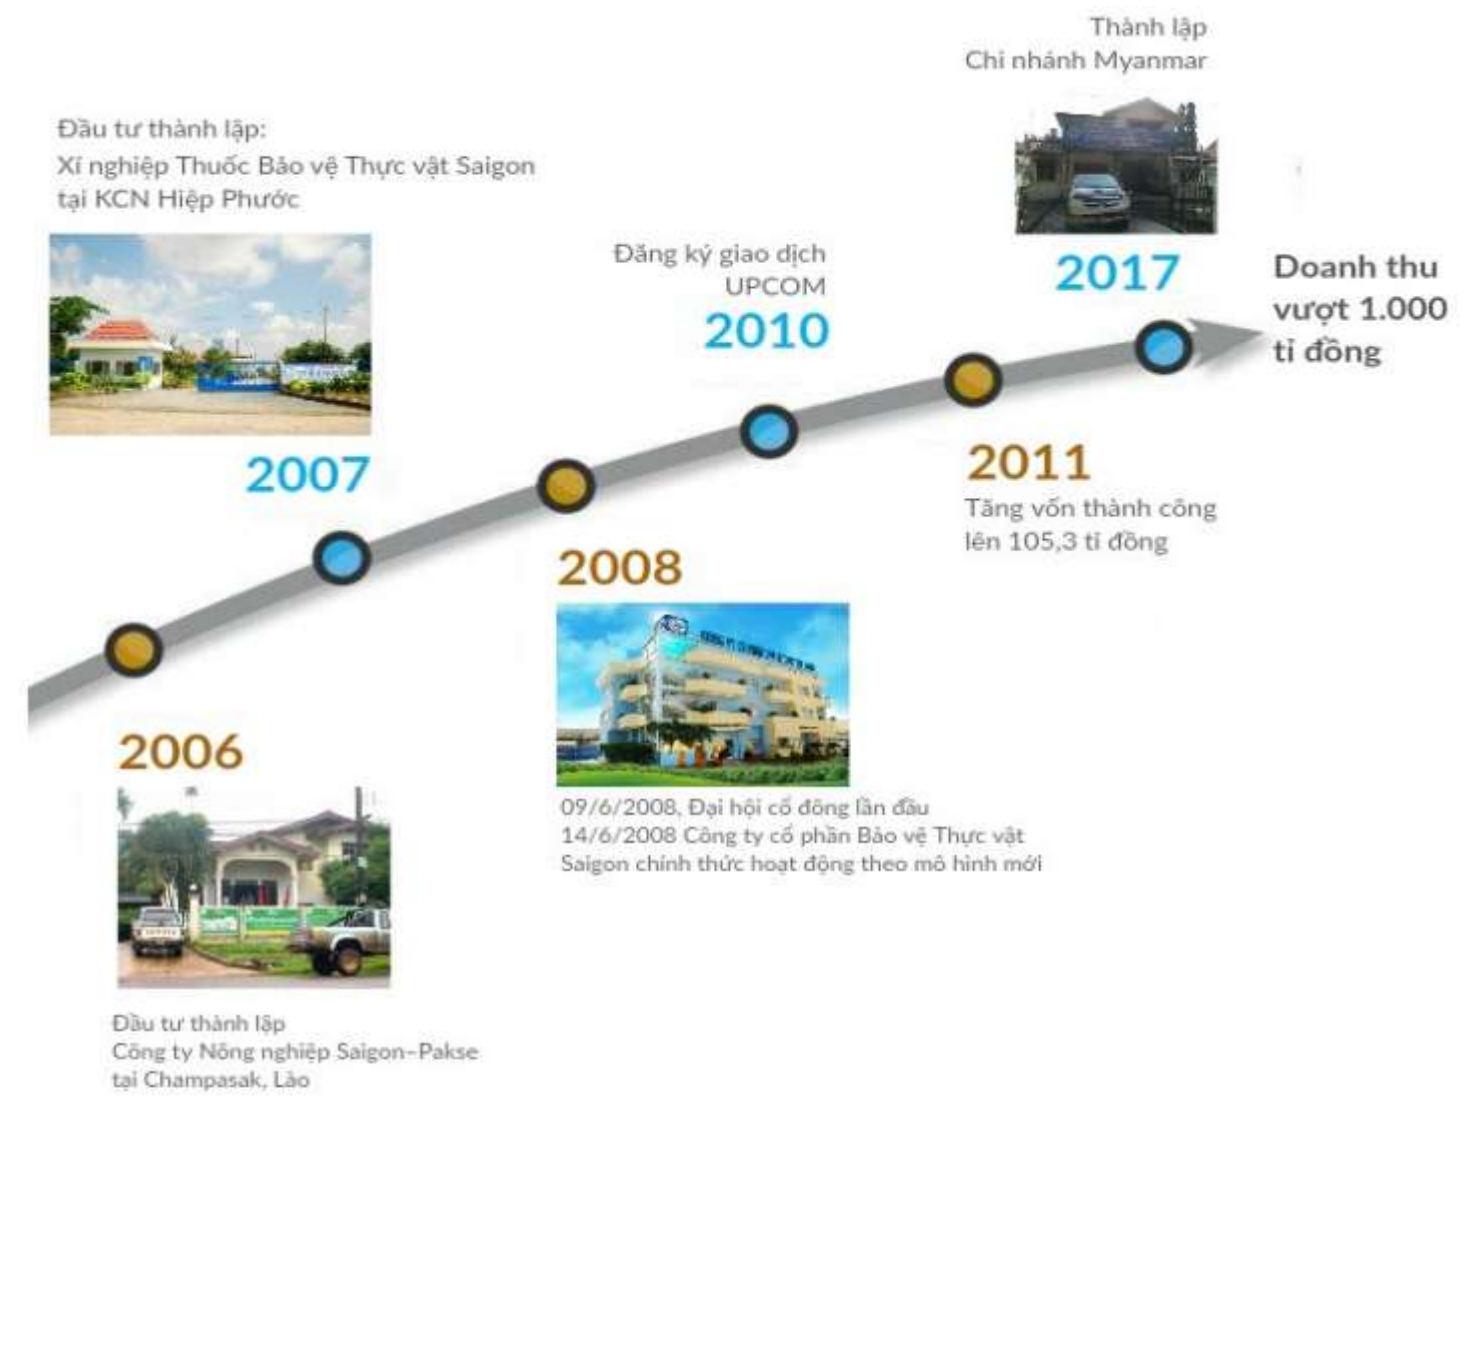 Thành lập
Chi nhánh Myanmar
Đầu tư thành lập:
Xí nghiệp Thuốc Bảo vệ Thực vật Saigon
tại KCN Hiệp Phước
Đăng ký giao dịch
UPCOM
2010
2017
Doanh thu
vượt 1.000
tỉ đồng
2007
2011
Tăng vốn thành công
lên 105,3 tỉ đồng
2008
09/6/2008, Đại hội cổ đông lần đầu
14/6/2008 Công ty cổ phần Bảo vệ Thực vật
Saigon chính thức hoạt động theo mô hình mới
2006
Đầu tư thành lập
Công ty Nông nghiệp Saigon–Pakse
tại Champasak, Lào